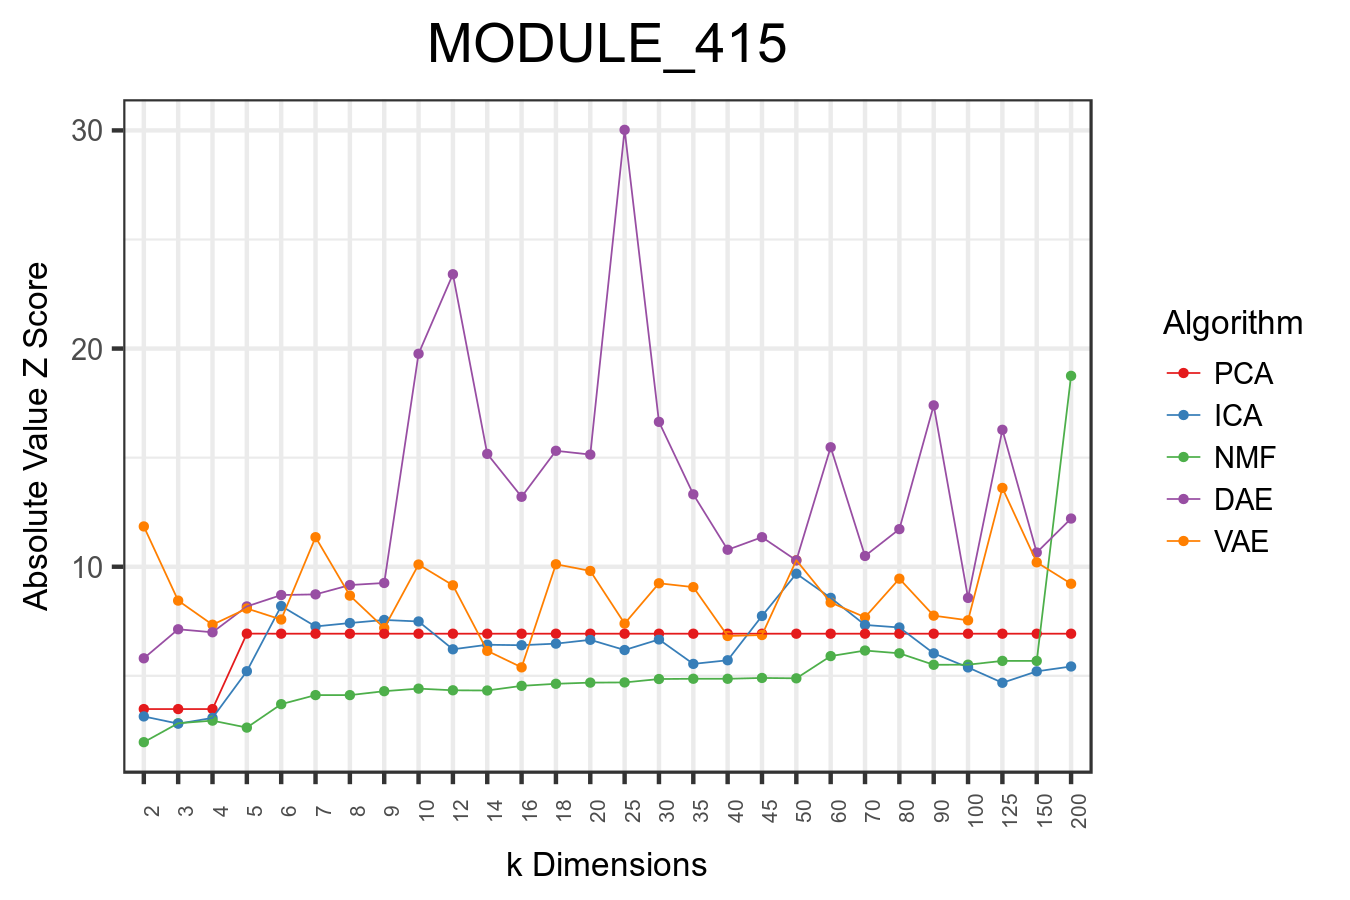 MODULE_415
30
20
10
Absolute Value Z Score
2 3 4 5 6 7 8 9 10 12 14 16 18 20 25 30 35 40 45 50 60 70 80 90 100 125 150 200
k Dimensions
Algorithm
PCA
ICA
NMF
DAE
VAE